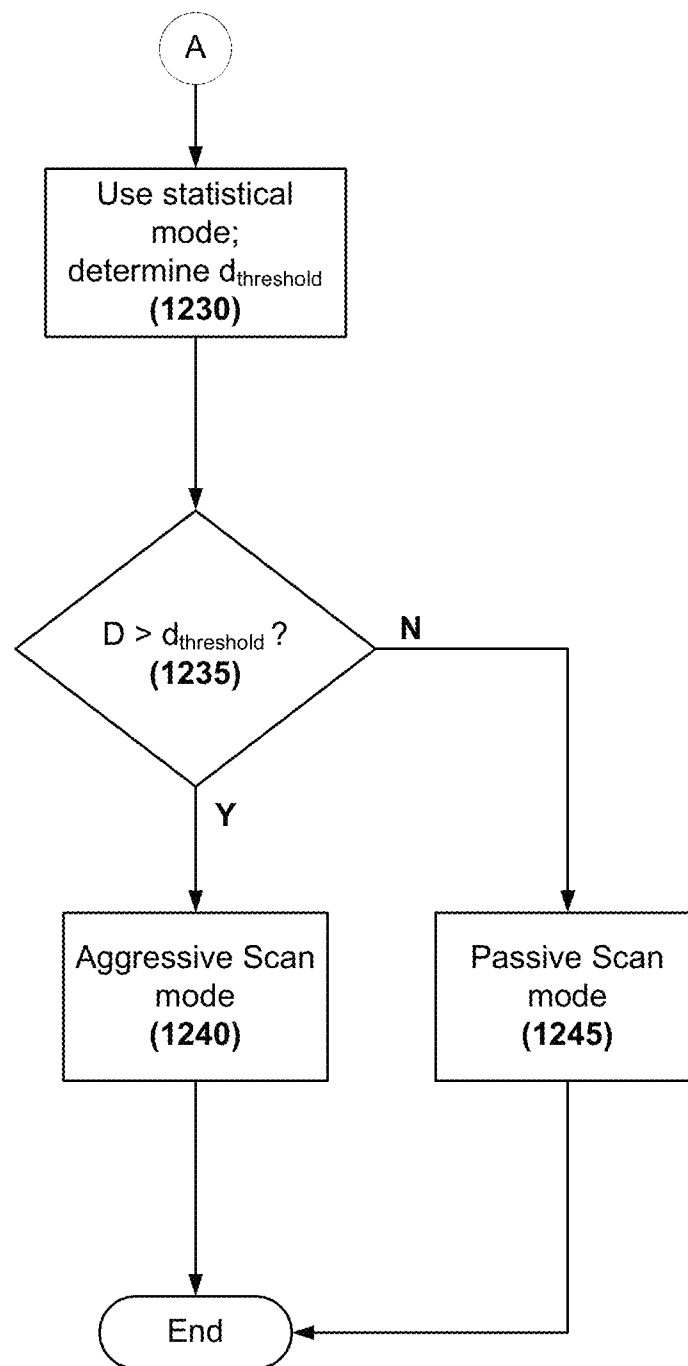 A
Use statistical
mode;
determine dthreshold
(1230)
D > dthreshold ?
(1235)
N
Y
Aggressive Scan
mode
(1240)
Passive Scan
mode
(1245)
End